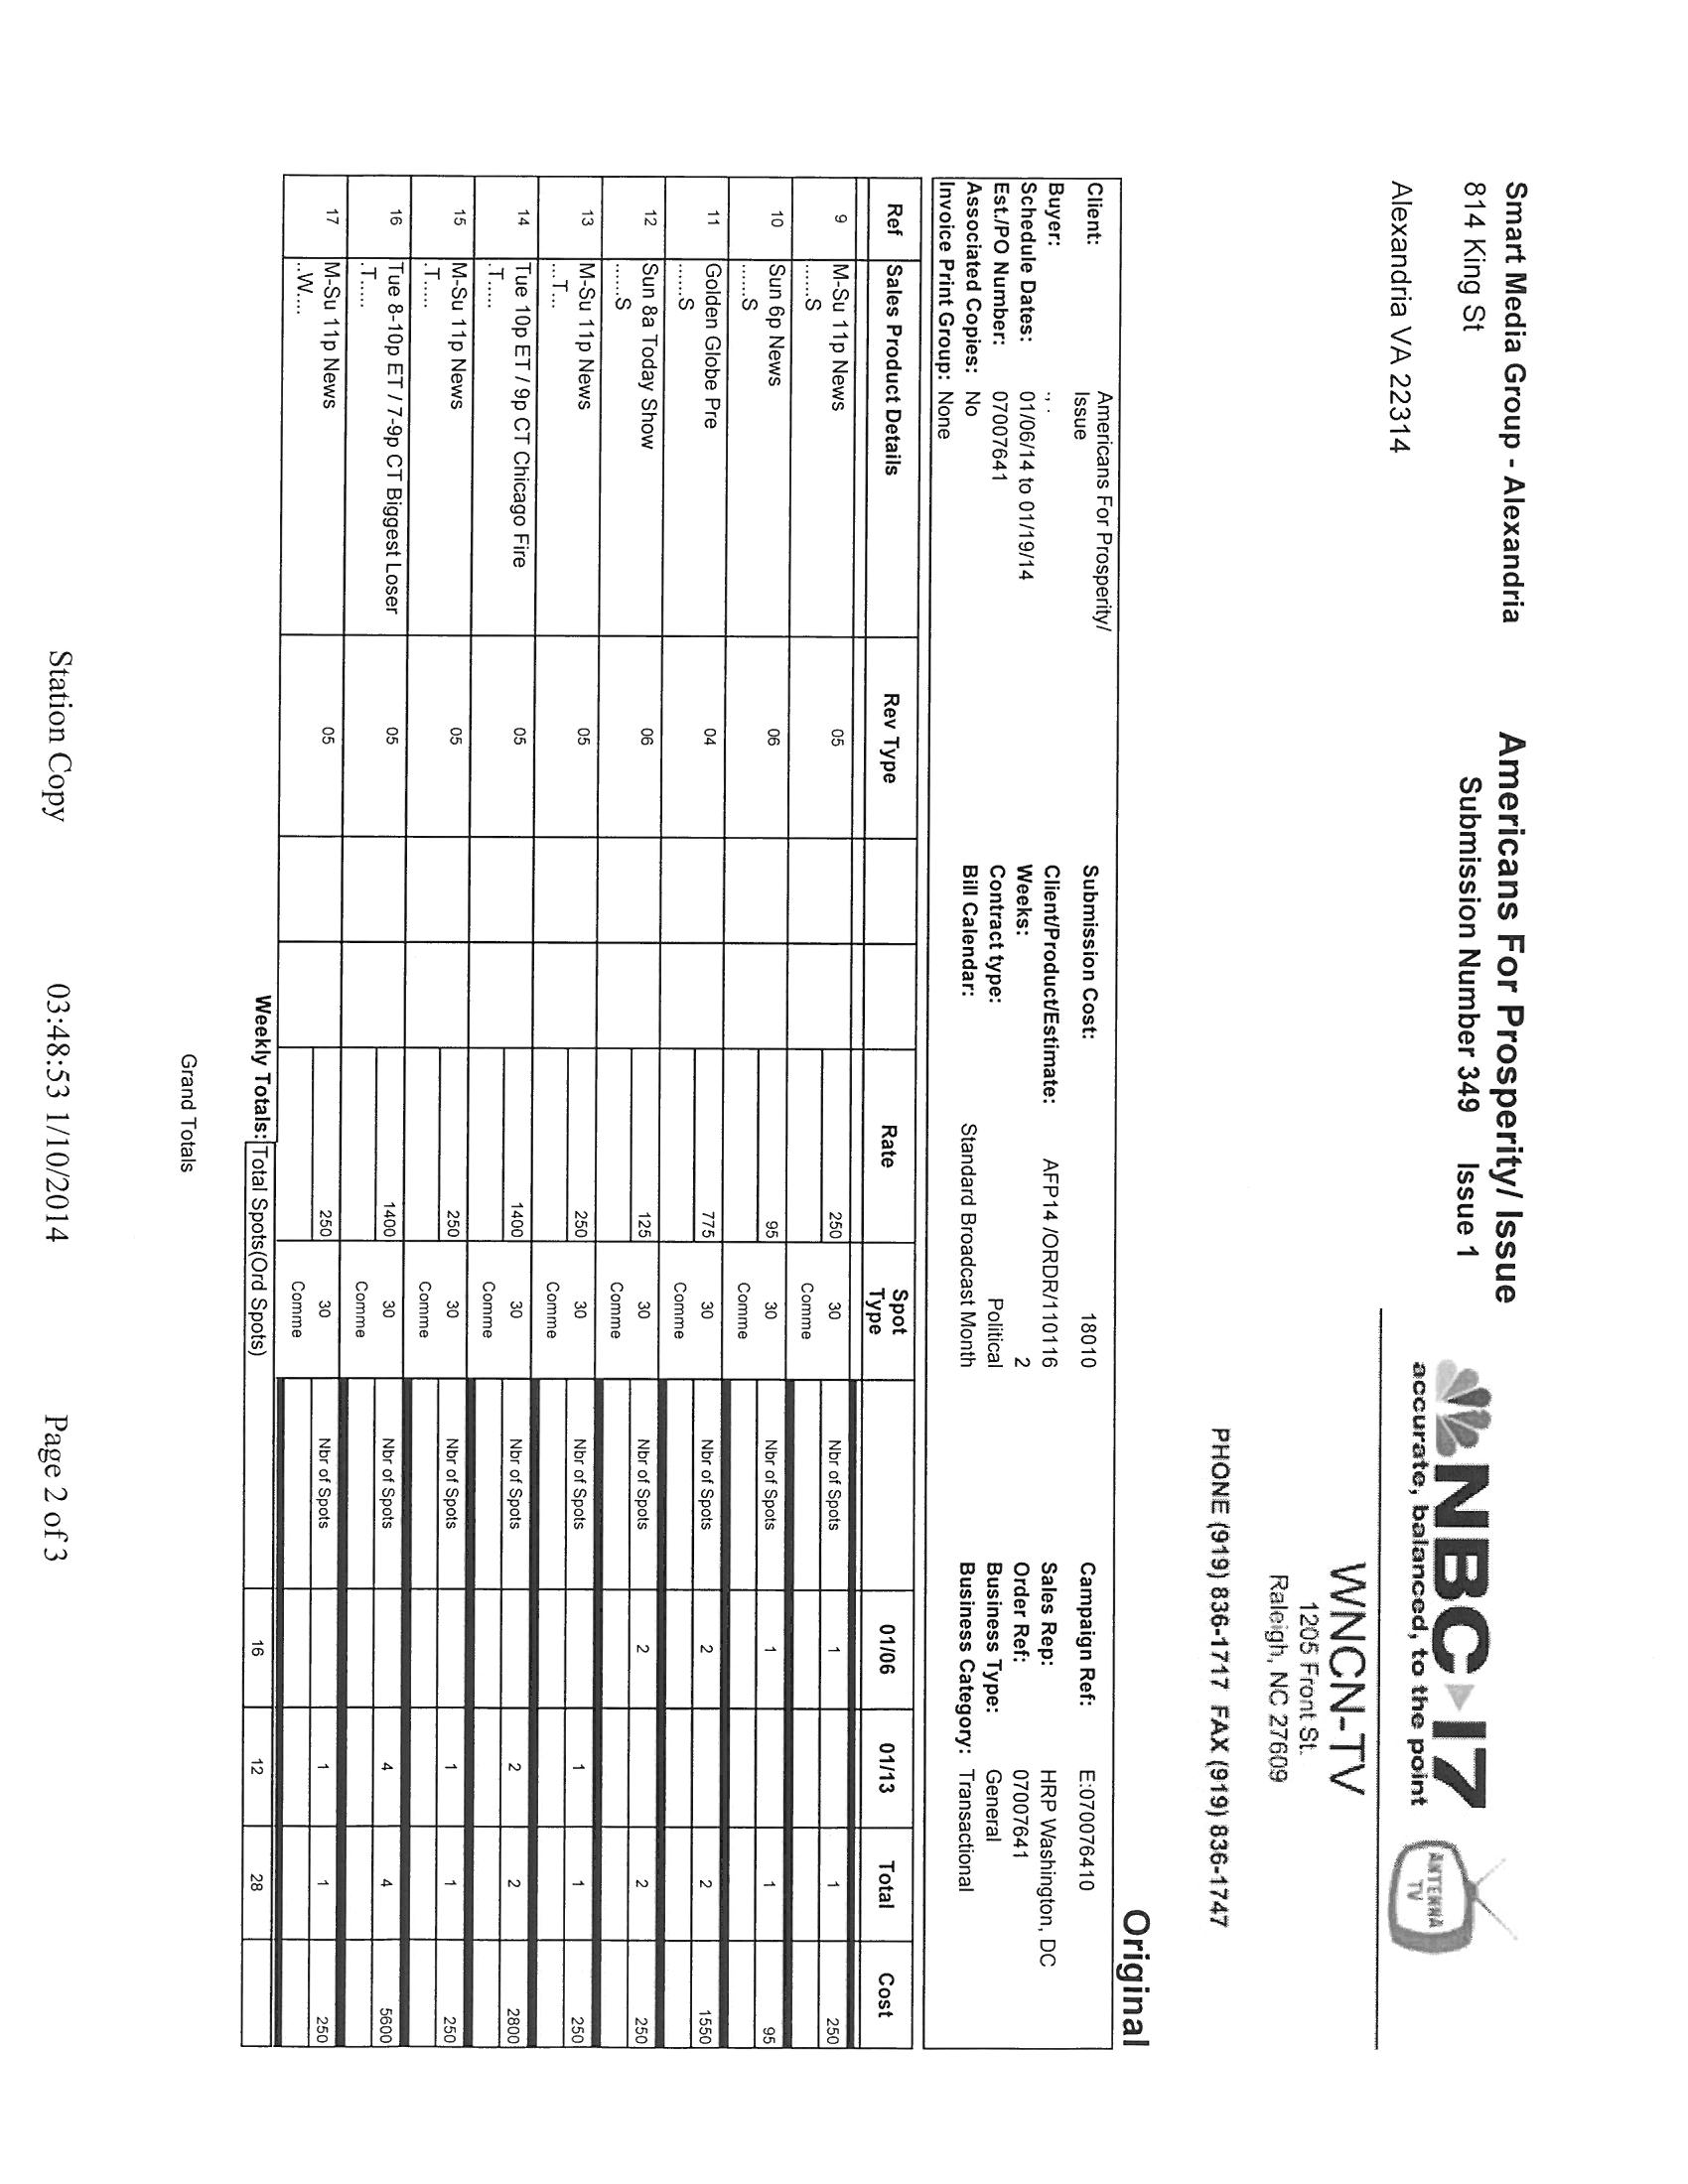 Smart Media Group - Alexandria
814 King St
Alexandria VA 22314
Americans For Prosperity/ Issue
Submission Number 349 Issue 1
NBC 17
accurate, balanced, to the point
ANTENNA TV
WNCN-TV
1205 Front St.
Raleigh, NC 27609
PHONE (919) 836-1717 FAX (919) 836-1747
Original
Client: Americans For Prosperity/ Issue
Buyer: ., .
Schedule Dates: 01/06/14 to 01/19/14
Est./PO Number: 07007641
Associated Copies: No
Invoice Print Group: None
Submission Cost: 18010
Client/Product/Estimate: AFP14 /ORDR/110116
Weeks: 2
Contract type: Political
Bill Calendar: Standard Broadcast Month
Campaign Ref: E:070076410
Sales Rep: HRP Washington, DC
Order Ref: 07007641
Business Type: General
Business Category: Transactional
Ref Sales Product Details Rev Type Rate Spot Type 01/06 01/13 Total Cost
9 M-Su 11p News 05 250 30 Nbr of Spots 1 1 250
......S Comme
10 Sun 6p News 06 95 30 Nbr of Spots 1 1 95
......S Comme
11 Golden Globe Pre 04 775 30 Nbr of Spots 2 2 1550
......S Comme
12 Sun 8a Today Show 06 125 30 Nbr of Spots 2 2 250
......S Comme
13 M-Su 11p News 05 250 30 Nbr of Spots 1 1 250
...T... Comme
14 Tue 10p ET / 9p CT Chicago Fire 05 1400 30 Nbr of Spots 2 2 2800
.T..... Comme
15 M-Su 11p News 05 250 30 Nbr of Spots 1 1 250
.T..... Comme
16 Tue 8-10p ET / 7-9p CT Biggest Loser 05 1400 30 Nbr of Spots 4 4 5600
.T..... Comme
17 M-Su 11p News 05 250 30 Nbr of Spots 1 1 250
..W.... Comme
Weekly Totals: Total Spots(Ord Spots) 16 12 28
Grand Totals
Station Copy 03:48:53 1/10/2014 Page 2 of 3